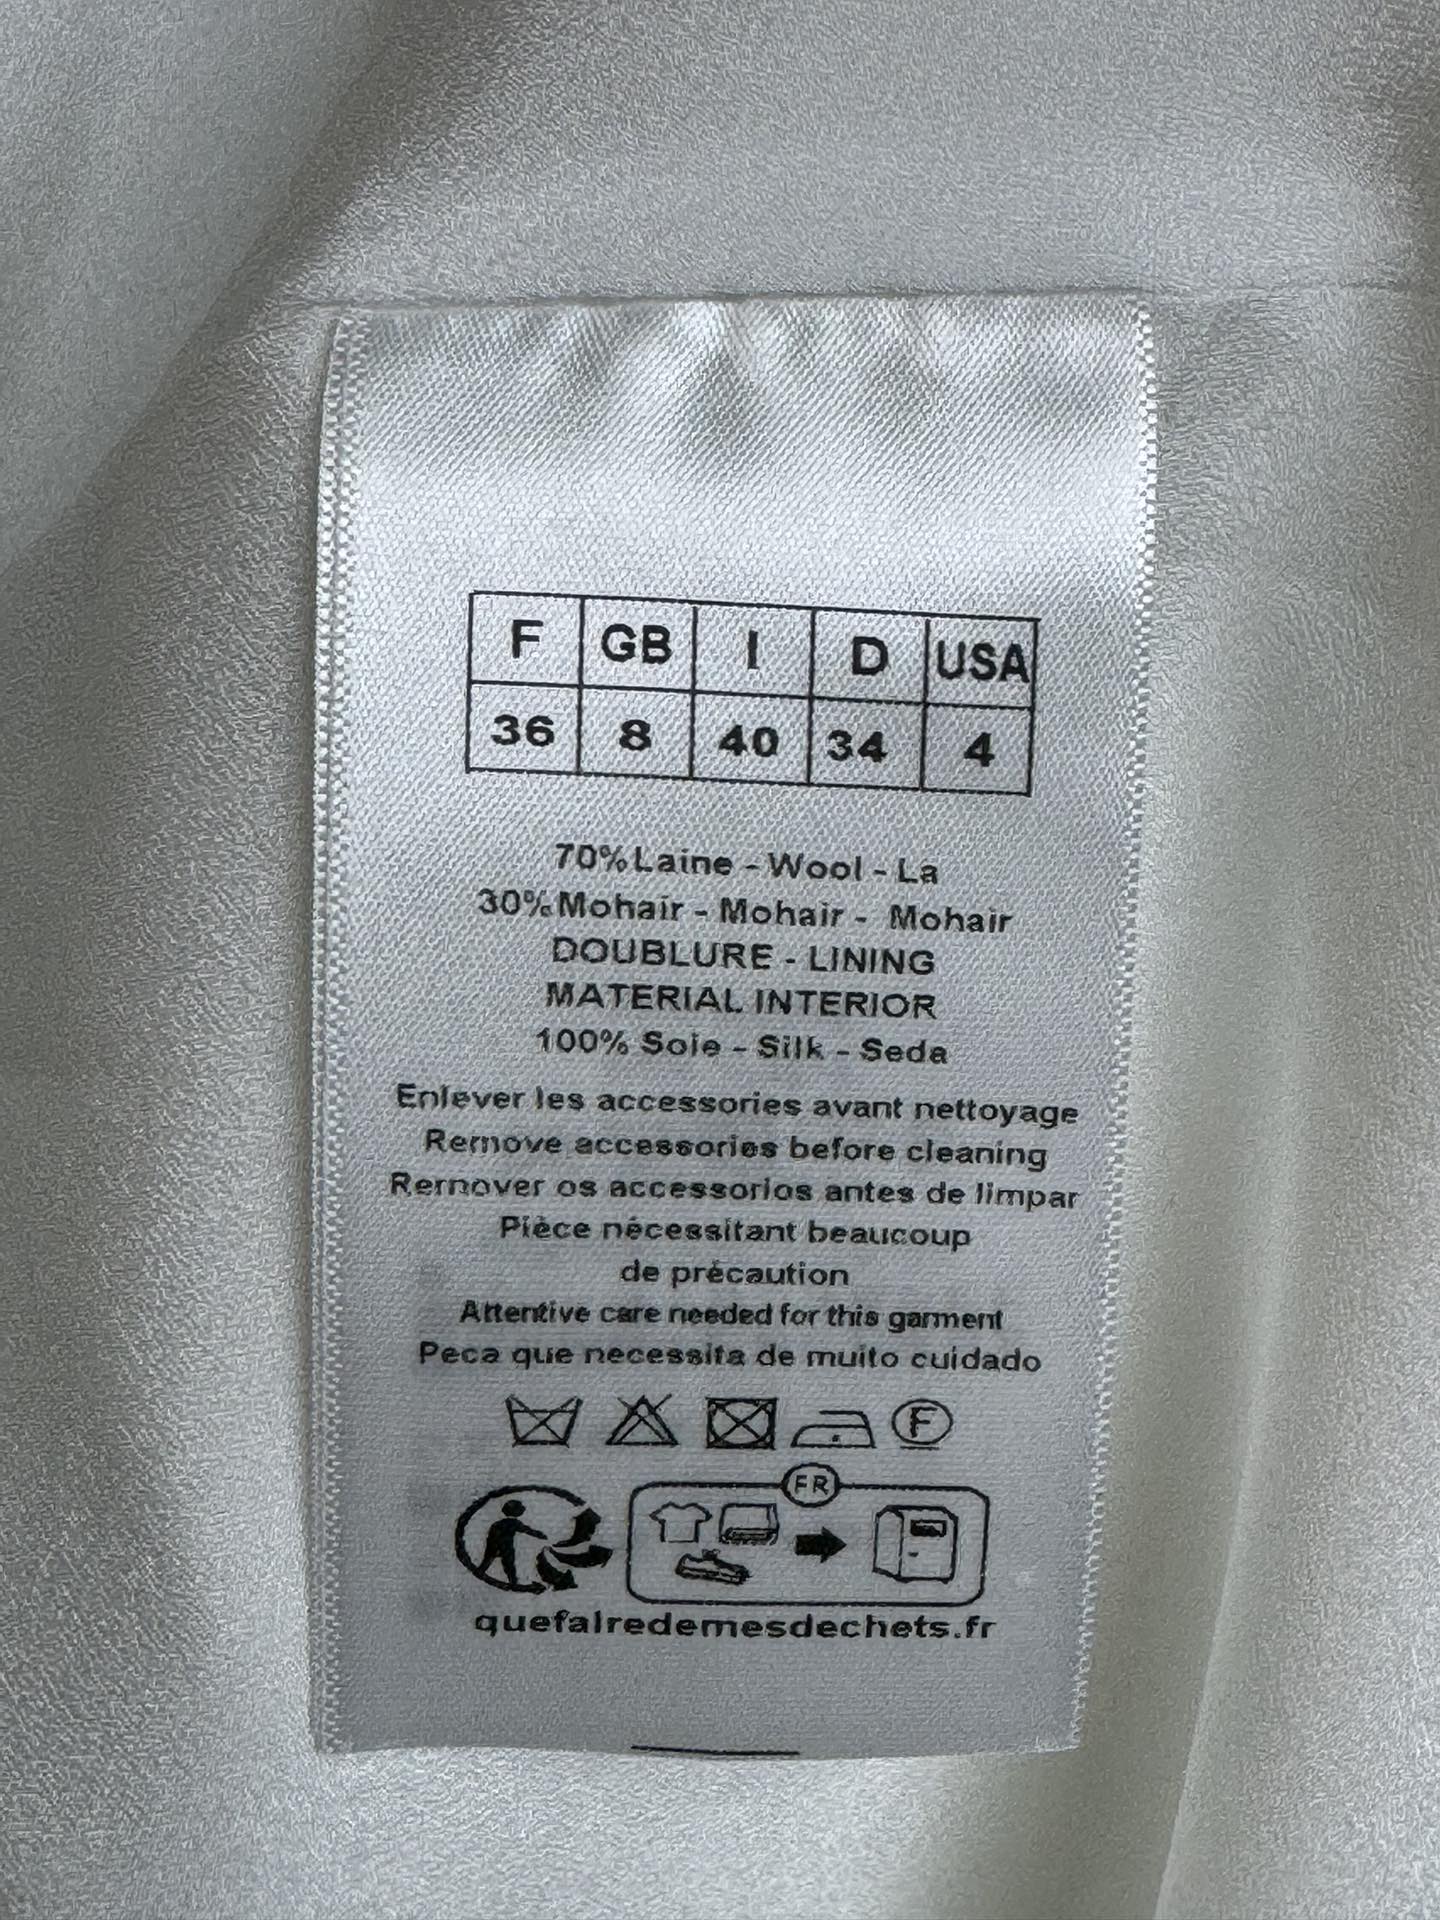 F GB I D USA
36 8 40 34 4
70% Laine - Wool - La
30% Mohair - Mohair - Mohair
DOUBLURE - LINING
MATERIAL INTERIOR
100% Soie - Silk - Seda
Enlever les accessories avant nettoyage
Remove accessories before cleaning
Remover os accessorios antes de limpar
Pièce nécessitant beaucoup
de précaution
Attentive care needed for this garment
Peca que necessita de muito cuidado
F
FR
quefairedemesdechets.fr